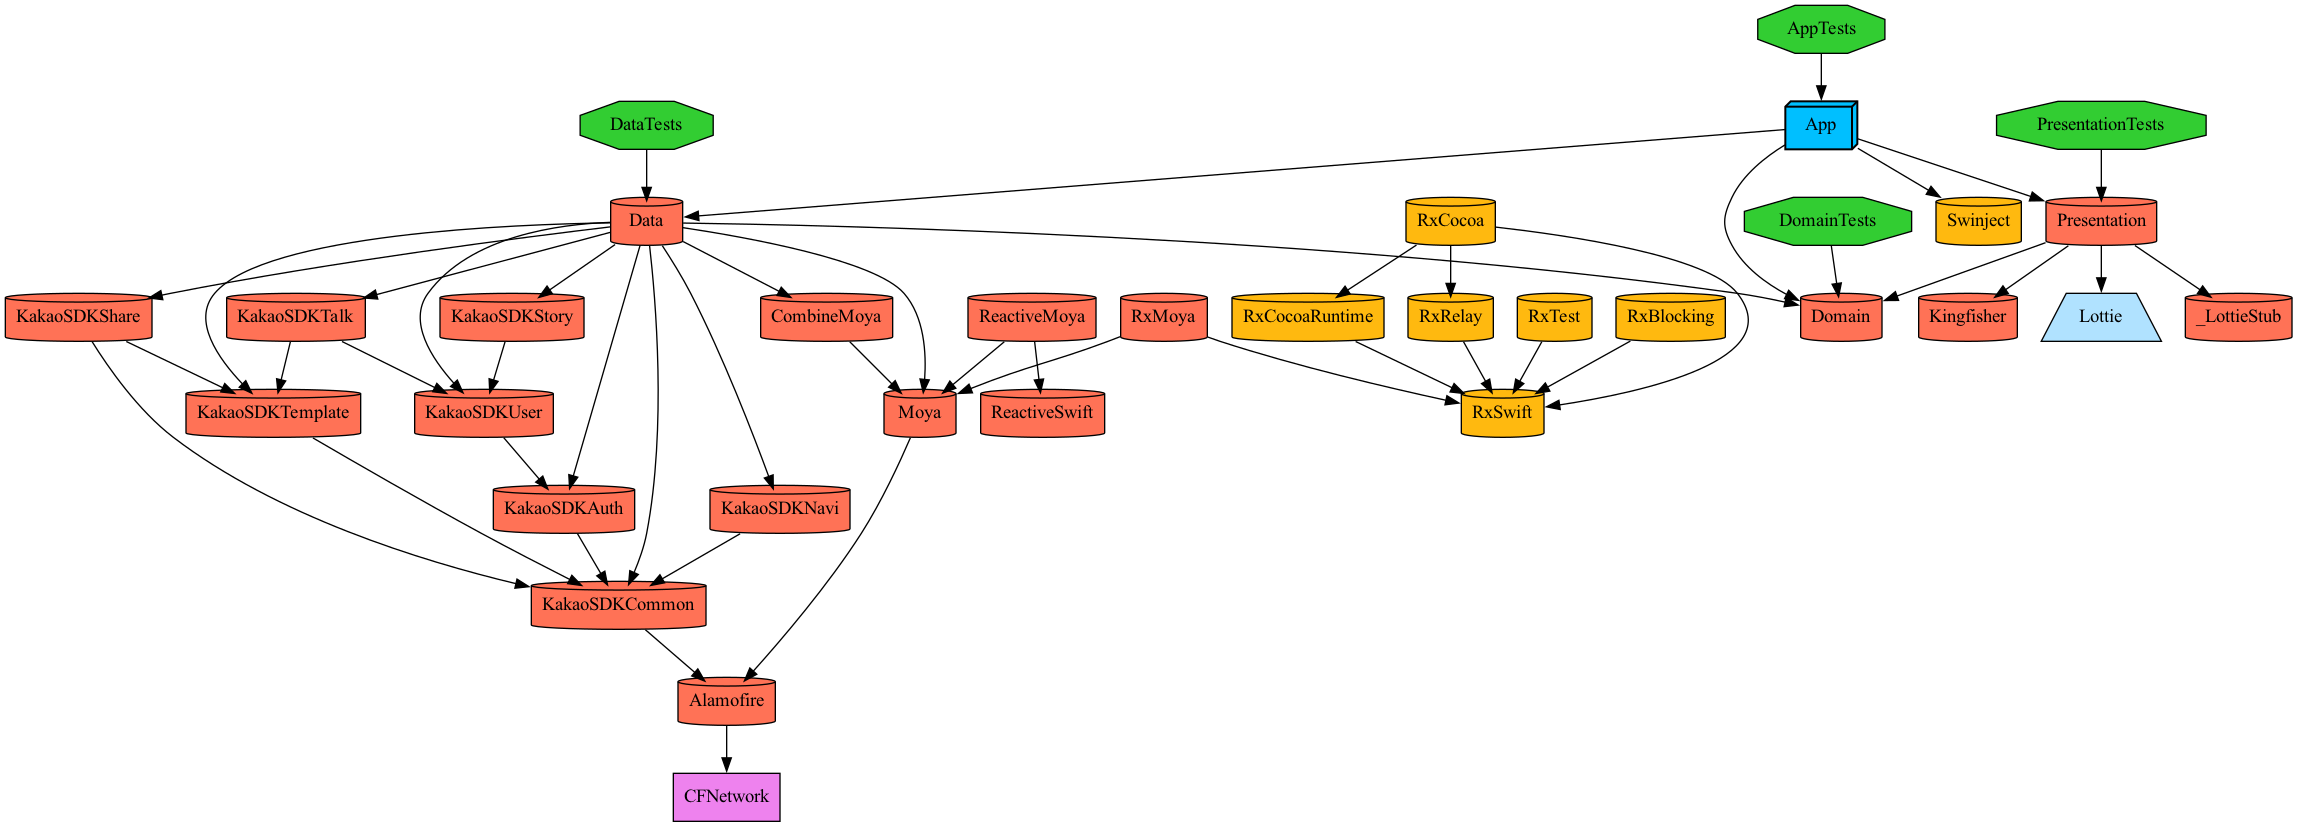 AppTests
DataTests
App
PresentationTests
Data
RxCocoa
DomainTests
Swinject
Presentation
KakaoSDKShare
KakaoSDKTalk
KakaoSDKStory
CombineMoya
ReactiveMoya
RxMoya
RxCocoaRuntime
RxRelay
RxTest
RxBlocking
Domain
Kingfisher
Lottie
_LottieStub
KakaoSDKTemplate
KakaoSDKUser
Moya
ReactiveSwift
RxSwift
KakaoSDKAuth
KakaoSDKNavi
KakaoSDKCommon
Alamofire
CFNetwork